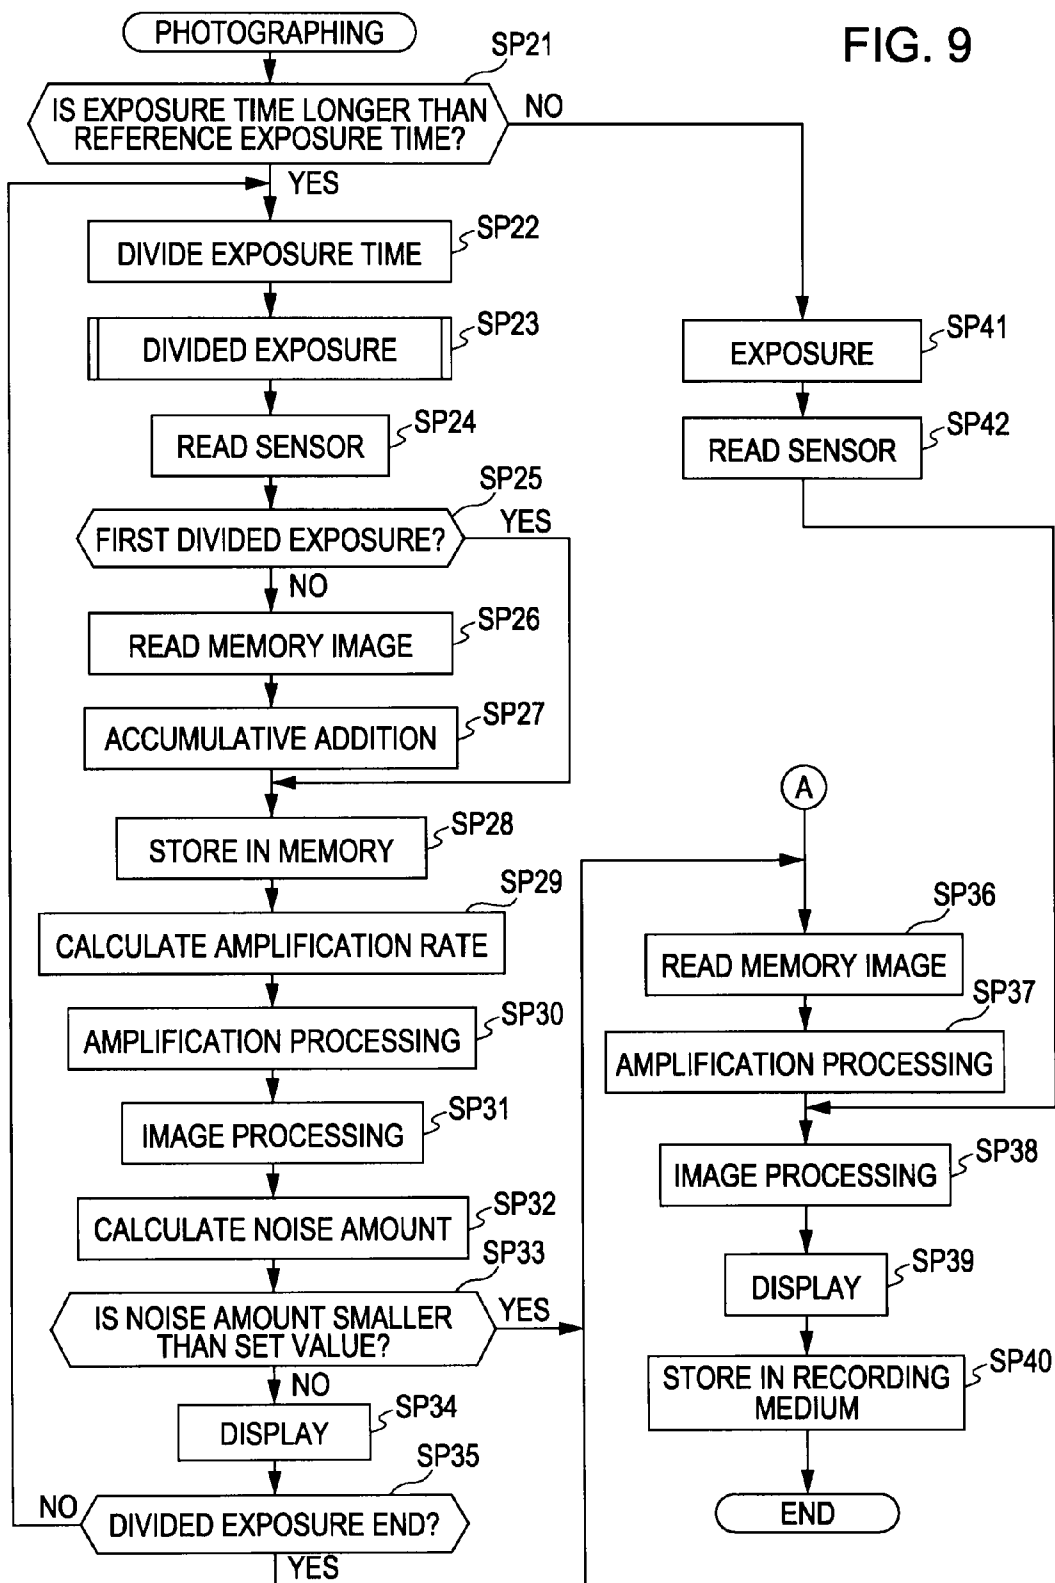 FIG. 9
PHOTOGRAPHING
SP21
IS EXPOSURE TIME LONGER THAN
REFERENCE EXPOSURE TIME?
NO
YES
SP22
DIVIDE EXPOSURE TIME
SP23
DIVIDED EXPOSURE
SP24
READ SENSOR
SP25
FIRST DIVIDED EXPOSURE?
YES
NO
SP26
READ MEMORY IMAGE
SP27
ACCUMULATIVE ADDITION
SP28
STORE IN MEMORY
SP29
CALCULATE AMPLIFICATION RATE
SP30
AMPLIFICATION PROCESSING
SP31
IMAGE PROCESSING
SP32
CALCULATE NOISE AMOUNT
SP33
IS NOISE AMOUNT SMALLER
THAN SET VALUE?
YES
NO
SP34
DISPLAY
SP35
DIVIDED EXPOSURE END?
NO
YES
SP41
EXPOSURE
SP42
READ SENSOR
A
SP36
READ MEMORY IMAGE
SP37
AMPLIFICATION PROCESSING
SP38
IMAGE PROCESSING
SP39
DISPLAY
SP40
STORE IN RECORDING
MEDIUM
END